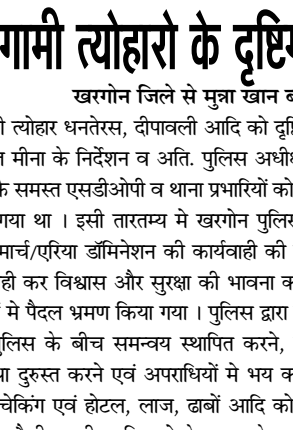 गामी त्योहारो के दृष्टिग
खरगोन जिले से मुन्ना खान ब
त्योहार धनतेरस, दीपावली आदि को दृष्टि
मीना के निर्देशन व अति. पुलिस अधीक्ष
के समस्त एसडीओपी व थाना प्रभारियों को
गया था । इसी तारतम्य मे खरगोन पुलिस
मार्च/एरिया डॉमिनेशन की कार्यवाही की
ही कर विश्वास और सुरक्षा की भावना क
मे पैदल भ्रमण किया गया । पुलिस द्वारा
पुलिस के बीच समन्वय स्थापित करने,
दुरुस्त करने एवं अपराधियों मे भय क
चेकिंग एवं होटल, लाज, ढाबों आदि को